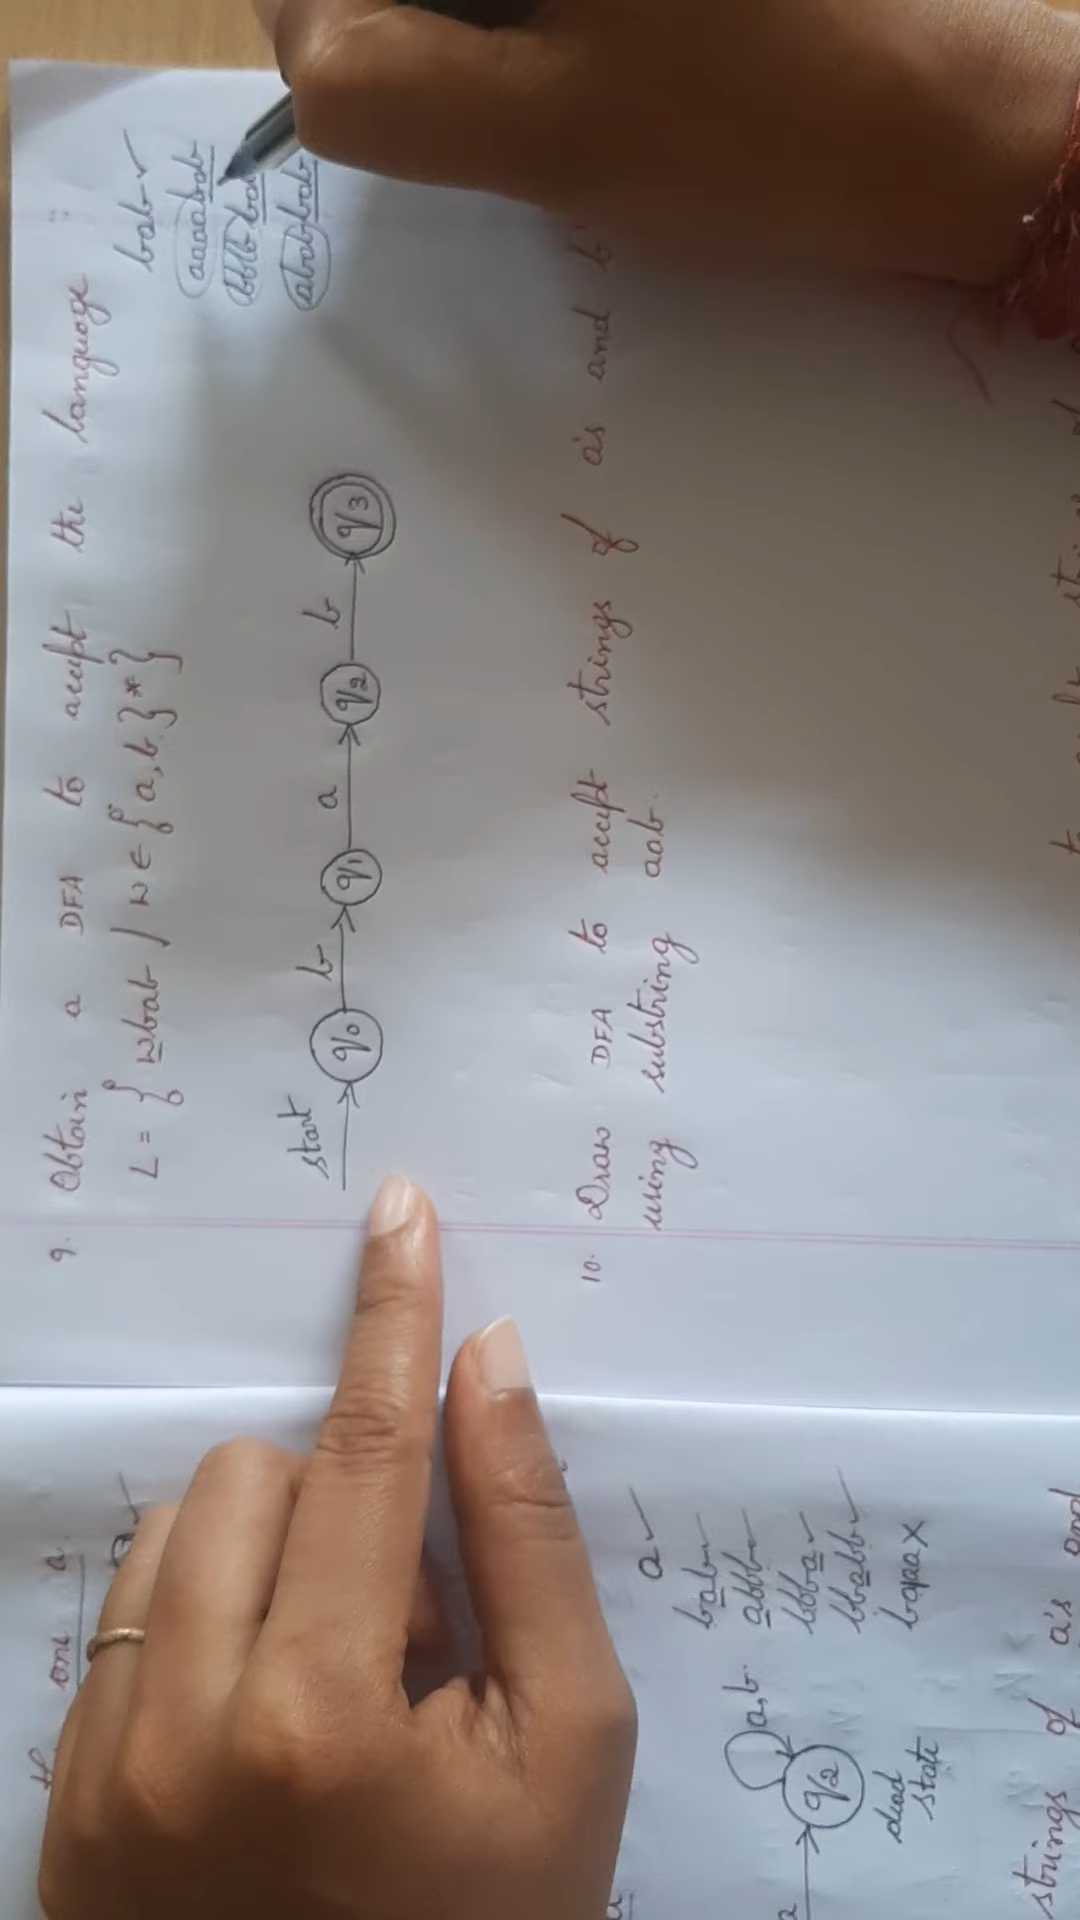 9. Obtain a DFA to accept the language
L = { wbab / w ∈ { a, b }* }
bab ✓
aaaabab
bbbbbab
ababbab
start
q0 b q1 a q2 b q3
10. Draw DFA to accept strings of a's and b'
using substring aab.
one a
a ✓
bab ✓
abbb ✓
bbba ✓
bbabb ✓
baaa ×
a,b
q2
dead
state
strings of a's and